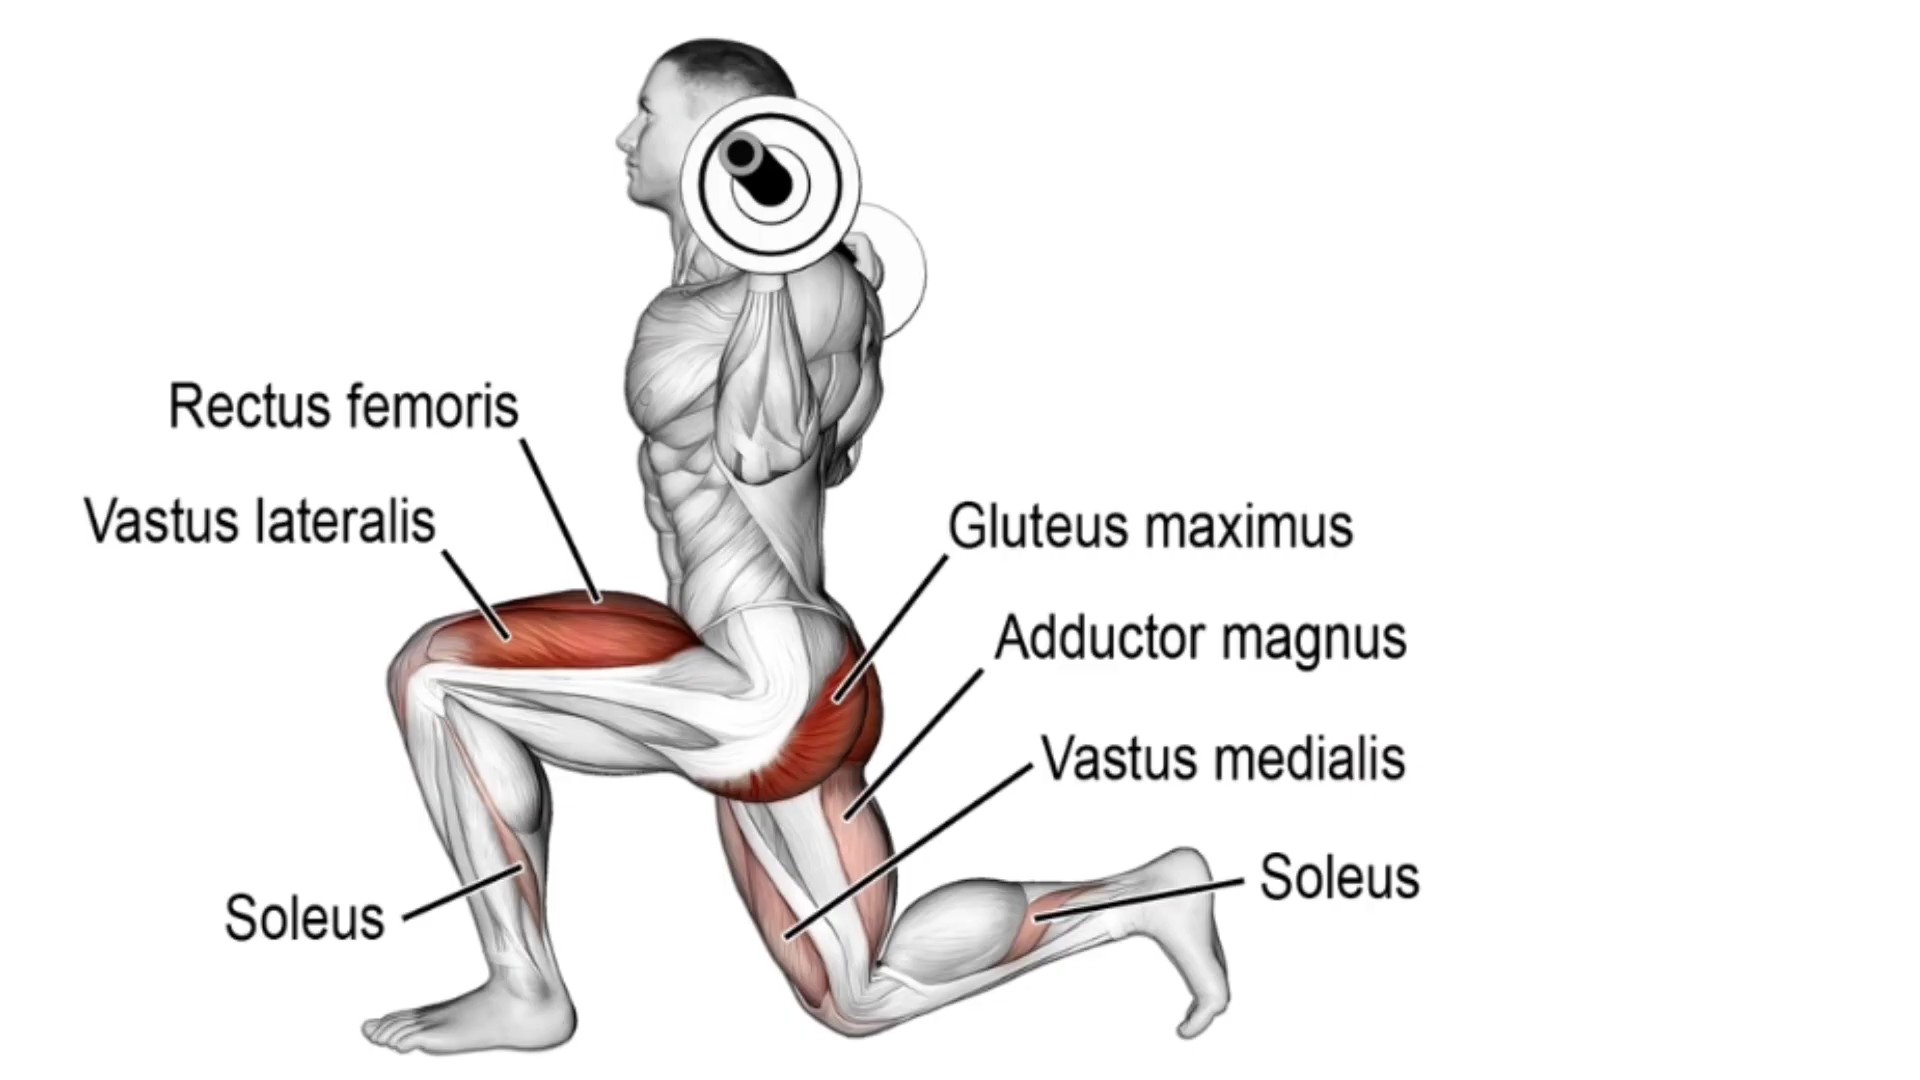 Rectus femoris
Vastus lateralis
Gluteus maximus
Adductor magnus
Vastus medialis
Soleus
Soleus